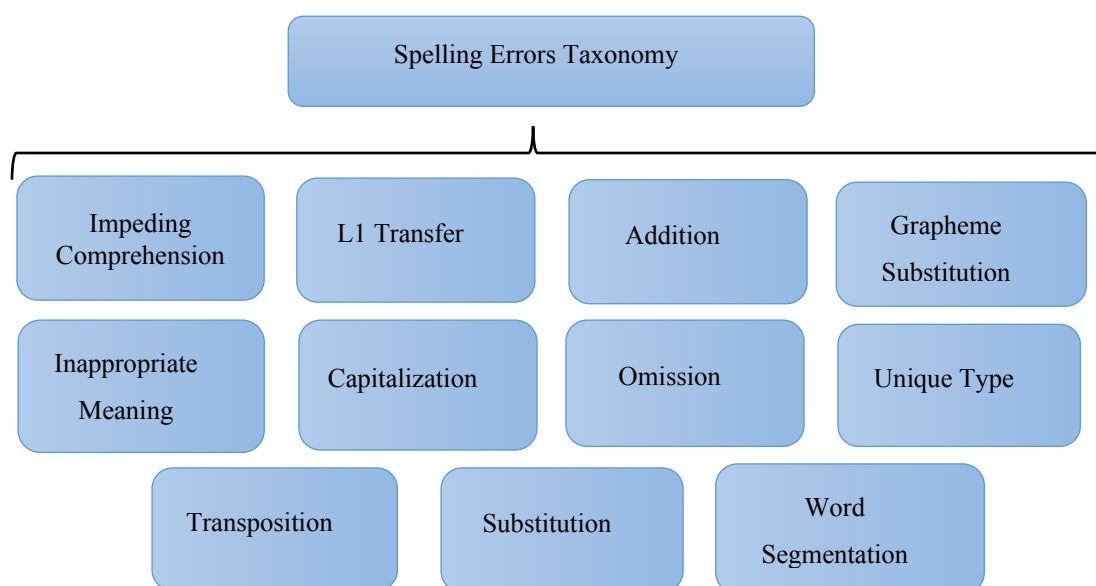 Spelling Errors Taxonomy
Impeding
Comprehension
L1 Transfer
Addition
Grapheme
Substitution
Inappropriate
Meaning
Capitalization
Omission
Unique Type
Transposition
Substitution
Word
Segmentation